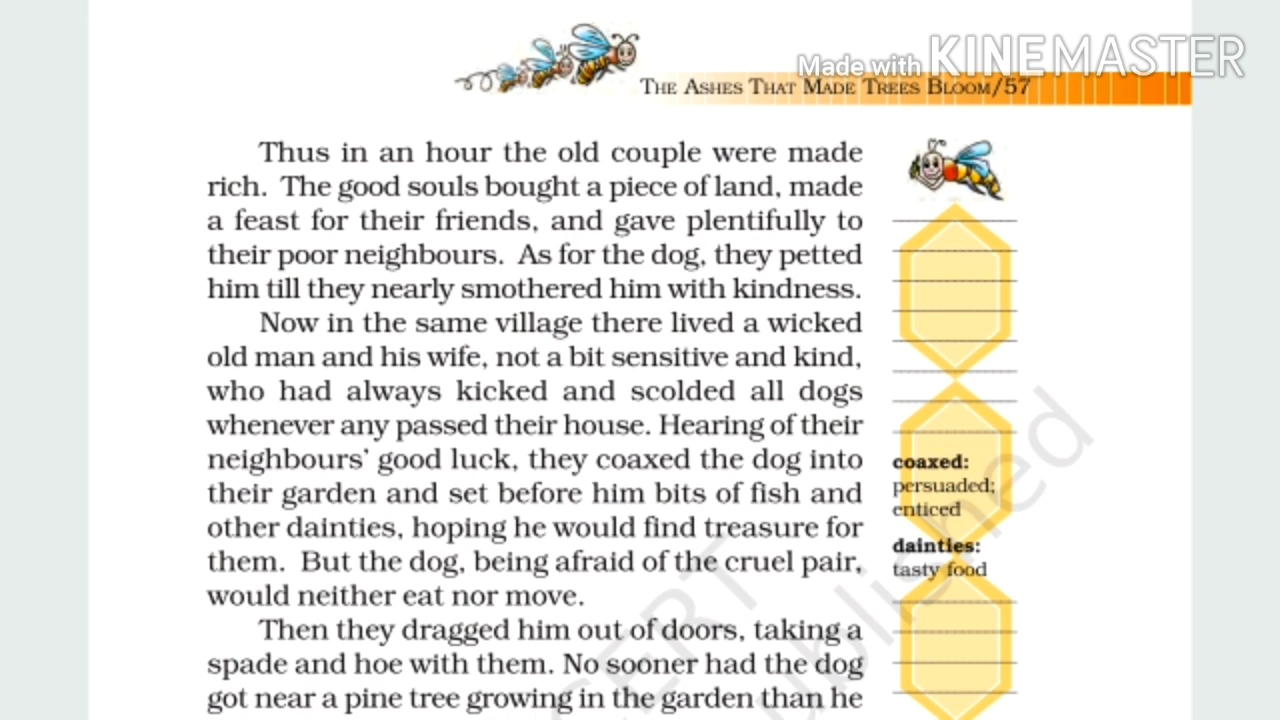 Made with KINEMASTER
THE ASHES THAT MADE TREES BLOOM/57
Thus in an hour the old couple were made
rich. The good souls bought a piece of land, made
a feast for their friends, and gave plentifully to
their poor neighbours. As for the dog, they petted
him till they nearly smothered him with kindness.
Now in the same village there lived a wicked
old man and his wife, not a bit sensitive and kind,
who had always kicked and scolded all dogs
whenever any passed their house. Hearing of their
neighbours’ good luck, they coaxed the dog into
their garden and set before him bits of fish and
other dainties, hoping he would find treasure for
them. But the dog, being afraid of the cruel pair,
would neither eat nor move.
Then they dragged him out of doors, taking a
spade and hoe with them. No sooner had the dog
got near a pine tree growing in the garden than he
coaxed:
persuaded;
enticed
dainties:
tasty food